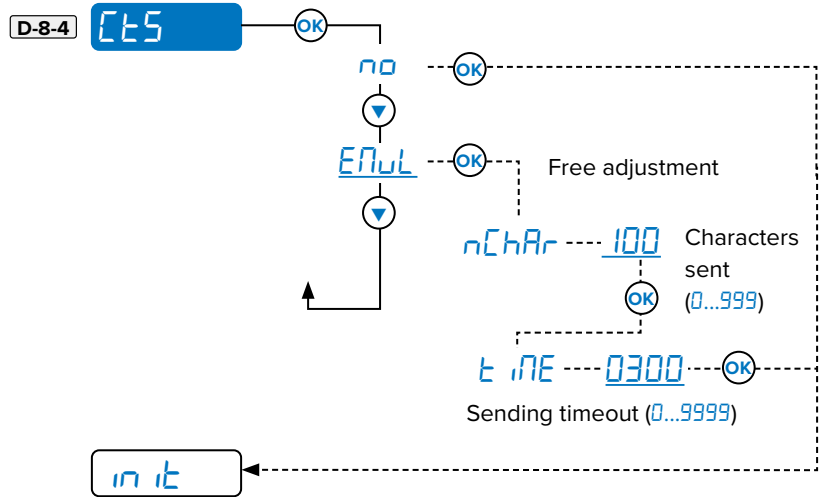 D-8-4 CtS OK
no OK
▼
EMuL OK Free adjustment
▼
nChAr 100 Characters
sent
OK (0...999)
tiME 0300 OK
Sending timeout (0...9999)
init